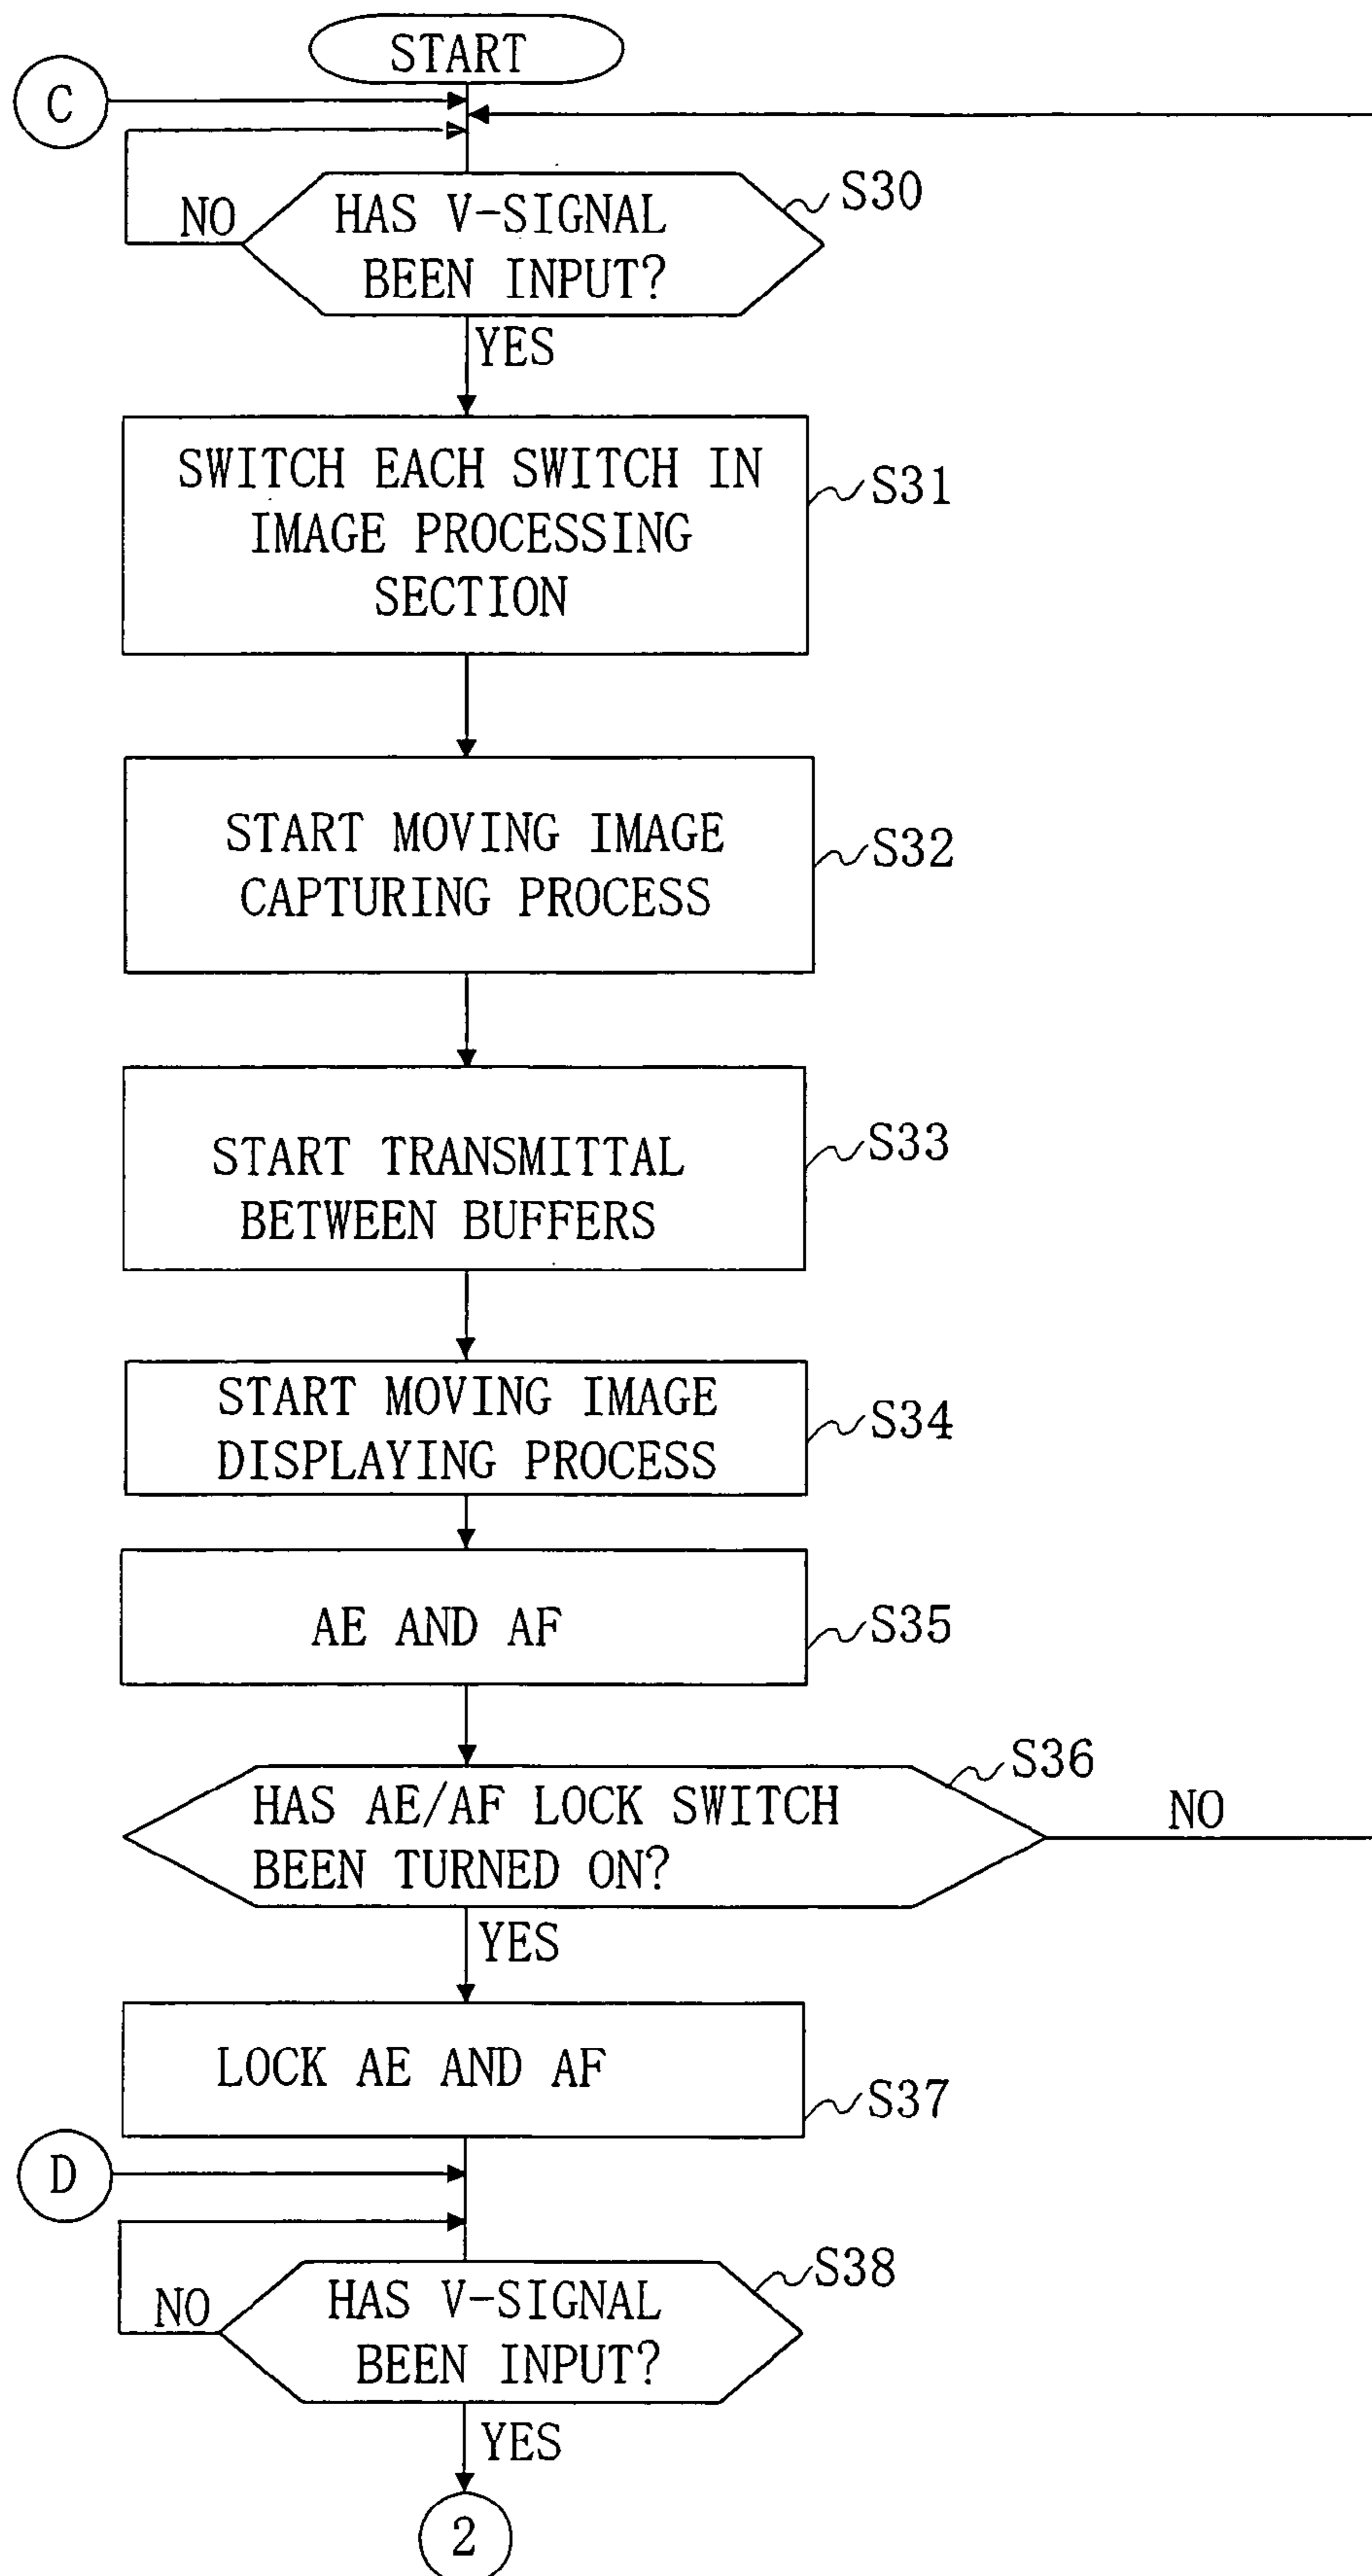 START
C
S30
NO
HAS V-SIGNAL
BEEN INPUT?
YES
SWITCH EACH SWITCH IN
IMAGE PROCESSING
SECTION
S31
START MOVING IMAGE
CAPTURING PROCESS
S32
START TRANSMITTAL
BETWEEN BUFFERS
S33
START MOVING IMAGE
DISPLAYING PROCESS
S34
AE AND AF
S35
S36
HAS AE/AF LOCK SWITCH
BEEN TURNED ON?
NO
YES
LOCK AE AND AF
S37
D
S38
NO
HAS V-SIGNAL
BEEN INPUT?
YES
2